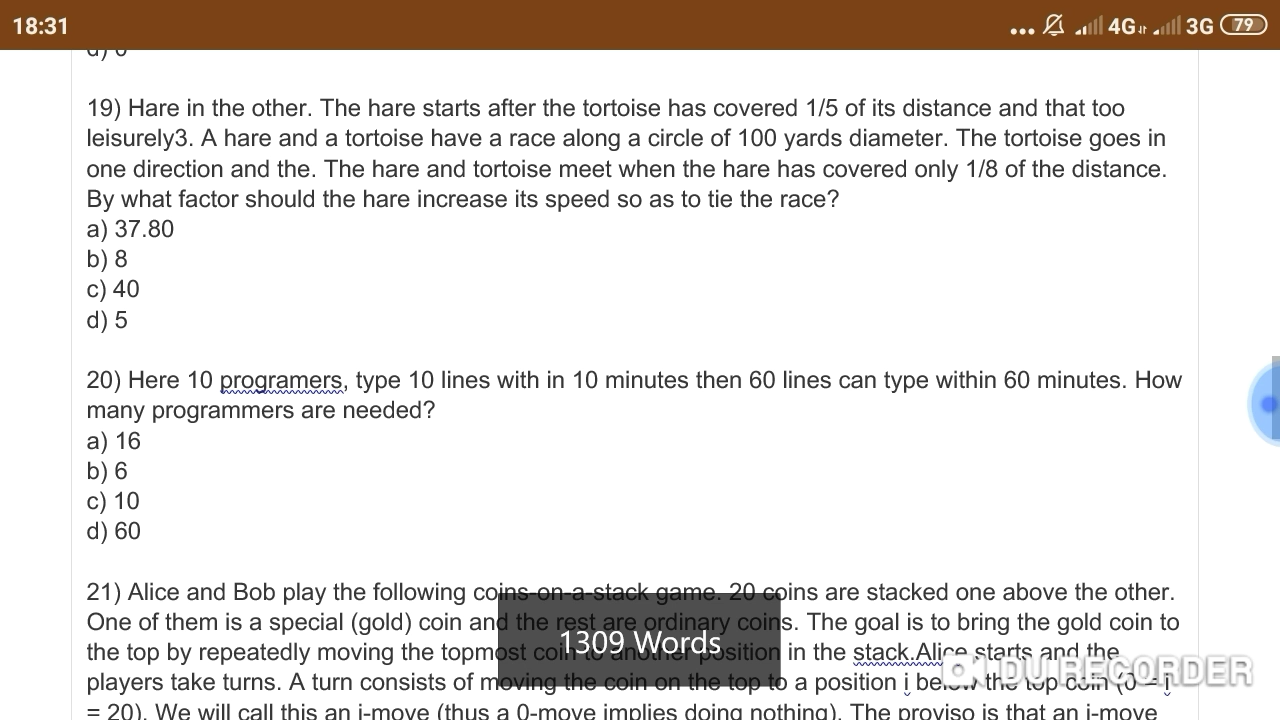 18:31
4G 3G 79
19) Hare in the other. The hare starts after the tortoise has covered 1/5 of its distance and that too
leisurely3. A hare and a tortoise have a race along a circle of 100 yards diameter. The tortoise goes in
one direction and the. The hare and tortoise meet when the hare has covered only 1/8 of the distance.
By what factor should the hare increase its speed so as to tie the race?
a) 37.80
b) 8
c) 40
d) 5
20) Here 10 programers, type 10 lines with in 10 minutes then 60 lines can type within 60 minutes. How
many programmers are needed?
a) 16
b) 6
c) 10
d) 60
21) Alice and Bob play the following coins-on-a-stack game. 20 coins are stacked one above the other.
One of them is a special (gold) coin and the rest are ordinary coins. The goal is to bring the gold coin to
1309 Words
the top by repeatedly moving the topmost coin to another position in the stack.Alice starts and the
DU RECORDER
players take turns. A turn consists of moving the coin on the top to a position i below the top coin (0 = i
= 20). We will call this an i-move (thus a 0-move implies doing nothing). The proviso is that an i-move